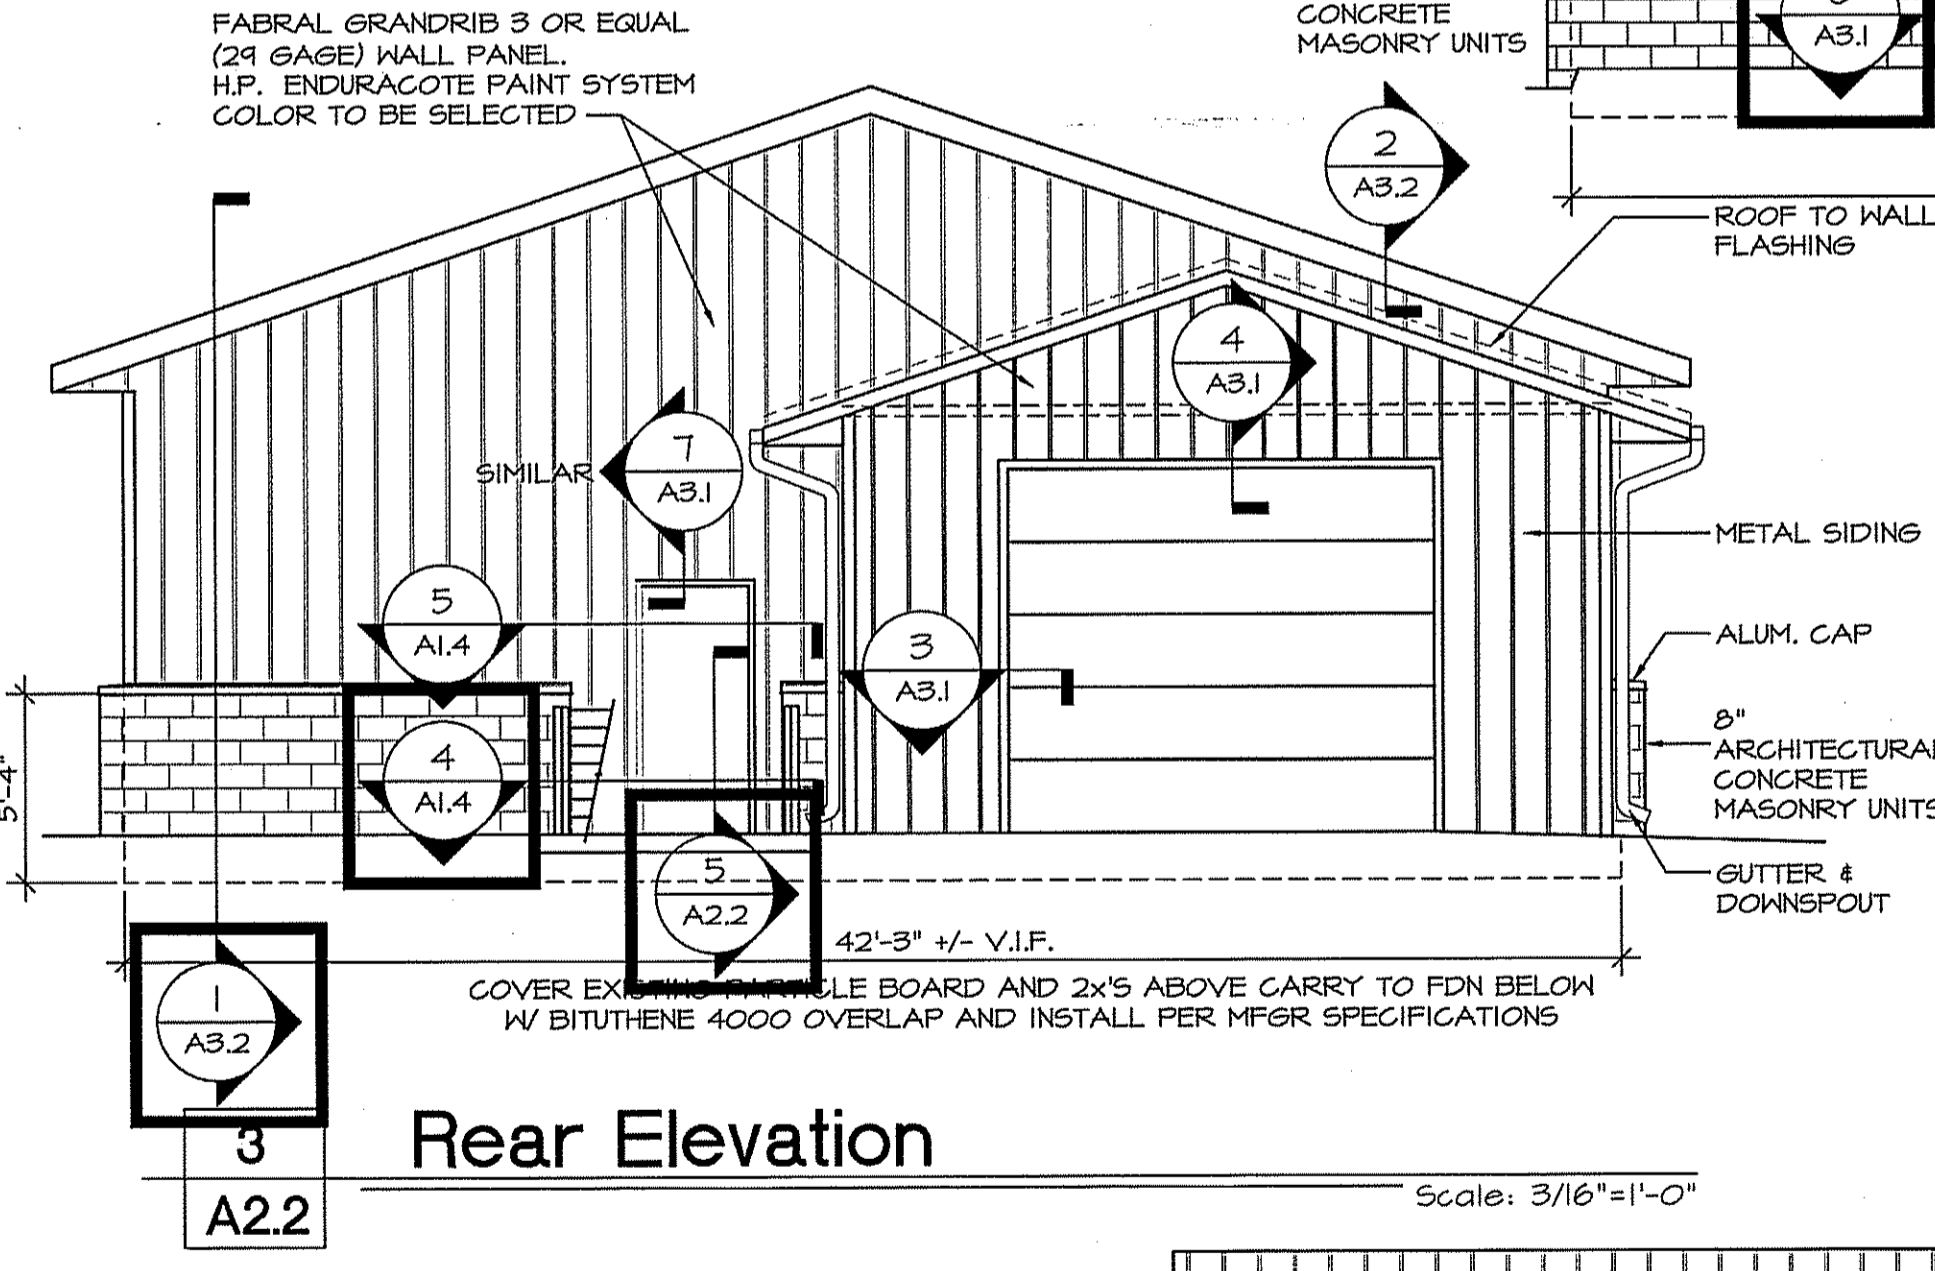 FABRAL GRANDRIB 3 OR EQUAL
(29 GAGE) WALL PANEL.
H.P. ENDURACOTE PAINT SYSTEM
COLOR TO BE SELECTED
CONCRETE
MASONRY UNITS
A3.1
2
A3.2
ROOF TO WALL
FLASHING
4
A3.1
7
A3.1
SIMILAR
METAL SIDING
5
A1.4
3
A3.1
ALUM. CAP
8"
ARCHITECTURAL
CONCRETE
MASONRY UNITS
4
A1.4
5'-4"
5
A2.2
GUTTER &
DOWNSPOUT
42'-3" +/- V.I.F.
COVER EXISTING PARTICLE BOARD AND 2x'S ABOVE CARRY TO FDN BELOW
W/ BITUTHENE 4000 OVERLAP AND INSTALL PER MFGR SPECIFICATIONS
1
A3.2
3
A2.2
Rear Elevation
Scale: 3/16"=1'-0"